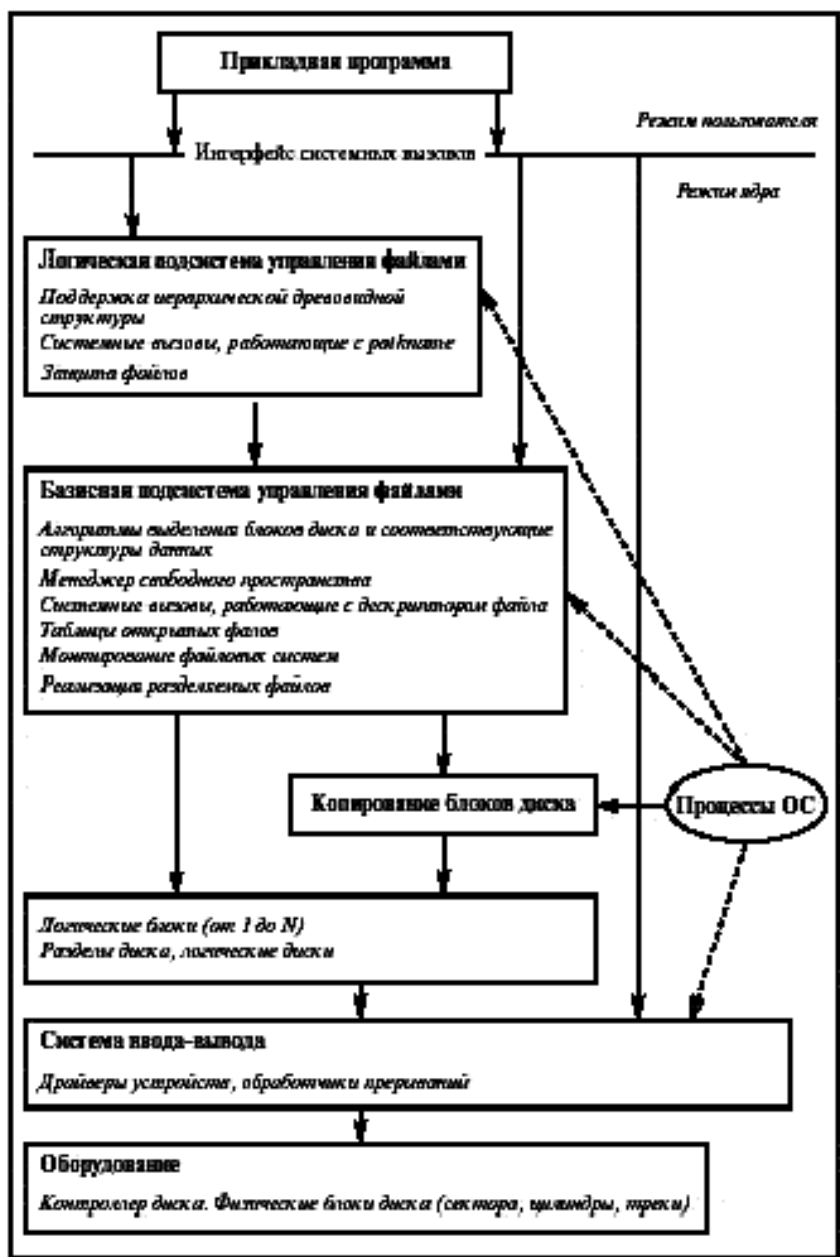 Прикладная программа
Режим пользователя
Интерфейс системных вызовов
Режим ядра
Логическая подсистема управления файлами
Поддержка иерархической древовидной
структуры
Системные вызовы, работающие с pathname
Защита файлов
Базисная подсистема управления файлами
Алгоритмы выделения блоков диска и соответствующие
структуры данных
Менеджер свободного пространства
Системные вызовы, работающие с дескриптором файла
Таблицы открытых фалов
Монтирование файловых систем
Реализация разделяемых файлов
Копирование блоков диска
Процессы ОС
Логические блоки (от 1 до N)
Разделы диска, логические диски
Система ввода-вывода
Драйверы устройств, обработчики прерываний
Оборудование
Контроллер диска. Физические блоки диска (сектора, цилиндры, треки)